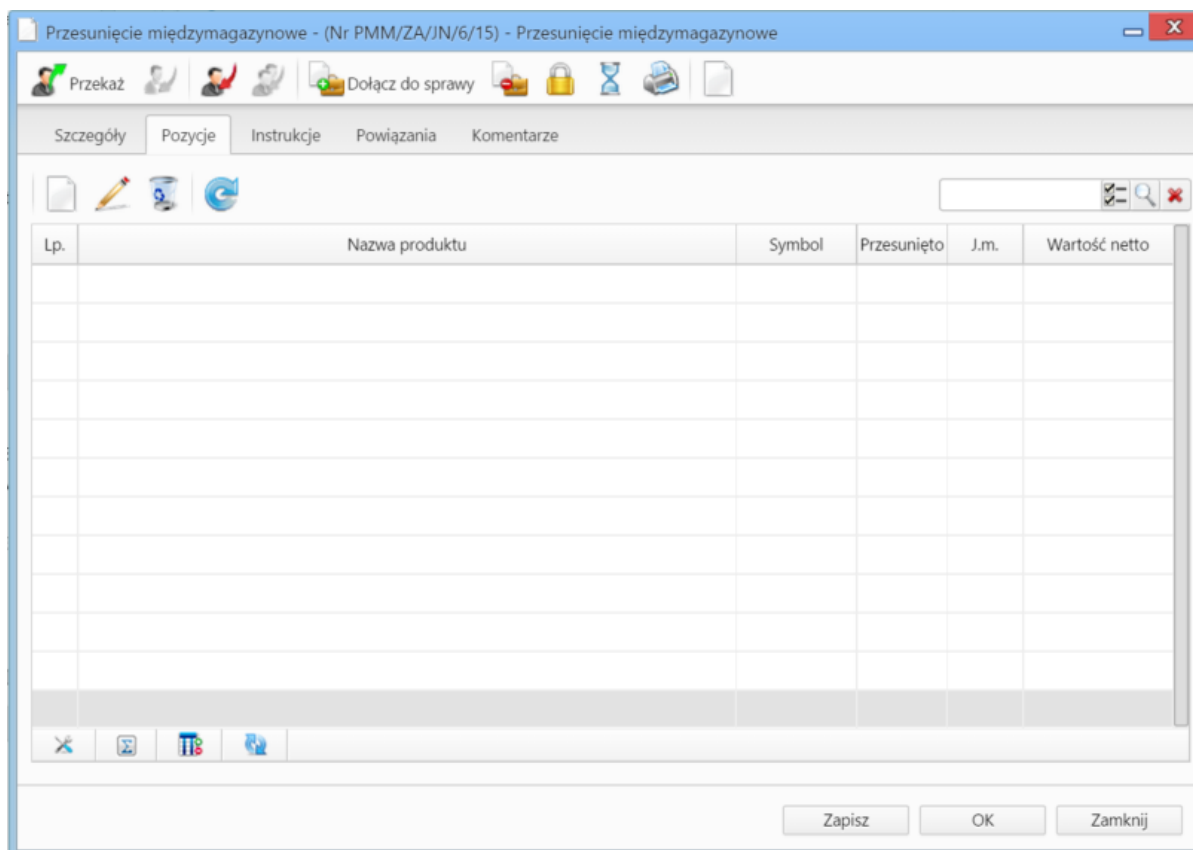 Przesunięcie międzymagazynowe - (Nr PMM/ZA/JN/6/15) - Przesunięcie międzymagazynowe
Przekaż Dołącz do sprawy
Szczegóły Pozycje Instrukcje Powiązania Komentarze
Lp. Nazwa produktu Symbol Przesunięto J.m. Wartość netto
Zapisz OK Zamknij